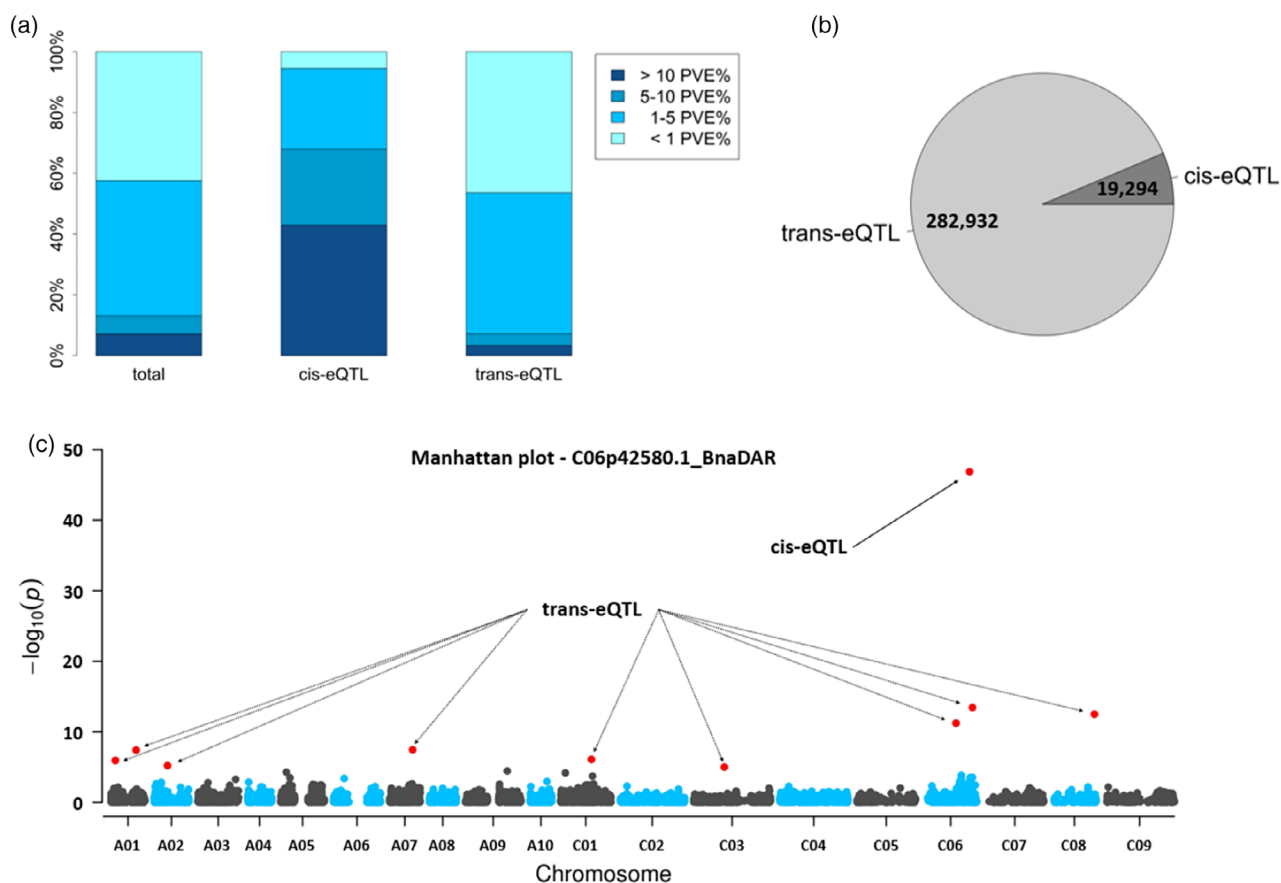 (a)
100%
80%
60%
40%
20%
0%
total
cis-eQTL
trans-eQTL
> 10 PVE%
5-10 PVE%
1-5 PVE%
< 1 PVE%
(b)
cis-eQTL
19,294
trans-eQTL
282,932
(c)
Manhattan plot - C06p42580.1_BnaDAR
50
40
30
20
10
0
−log10(p)
cis-eQTL
trans-eQTL
A01 A02 A03 A04 A05 A06 A07 A08 A09 A10 C01 C02 C03 C04 C05 C06 C07 C08 C09
Chromosome